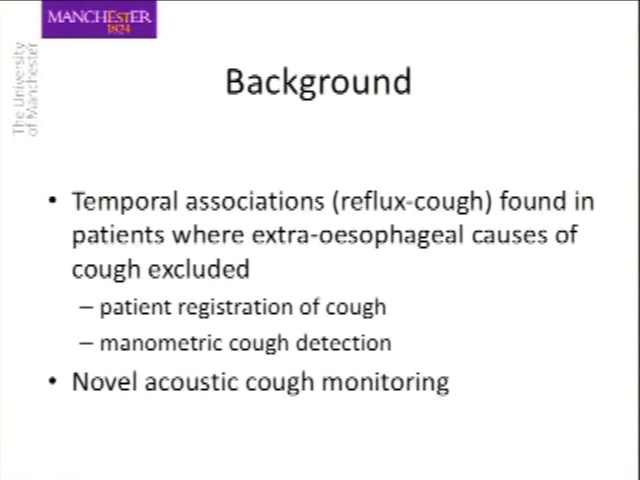 MANCHESTER
1824
The University
of Manchester
Background
• Temporal associations (reflux-cough) found in
patients where extra-oesophageal causes of
cough excluded
– patient registration of cough
– manometric cough detection
• Novel acoustic cough monitoring